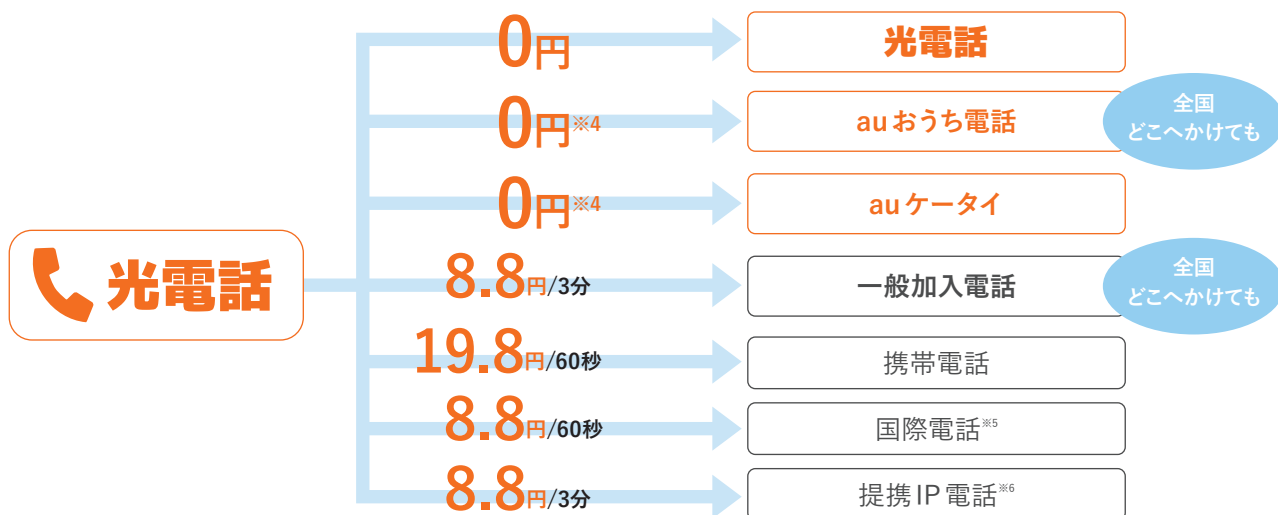 光電話
0円
光電話
0円※4
auおうち電話
全国
どこへかけても
0円※4
auケータイ
8.8円/3分
一般加入電話
全国
どこへかけても
19.8円/60秒
携帯電話
8.8円/60秒
国際電話※5
8.8円/3分
提携IP電話※6